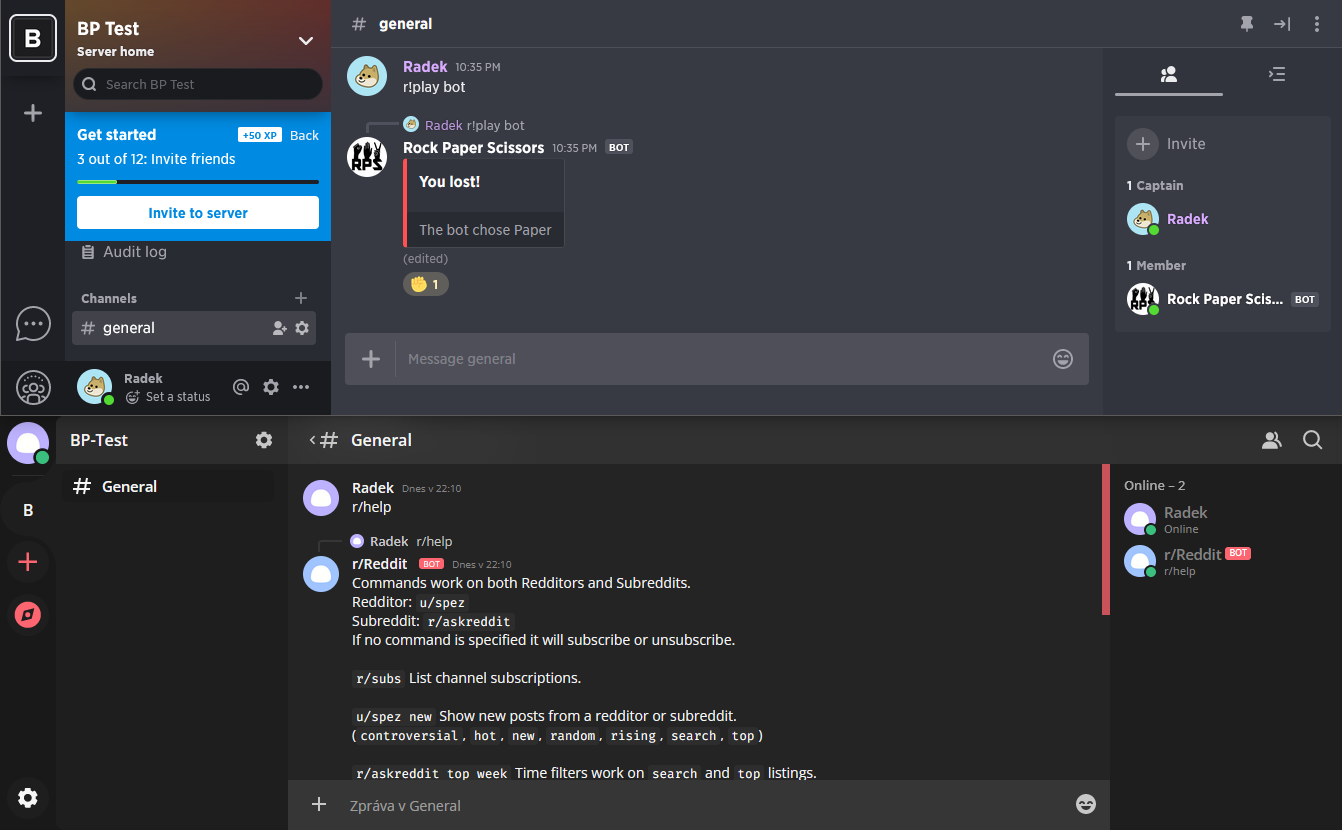 B
BP Test
Server home
Search BP Test
Get started +50 XP Back
3 out of 12: Invite friends
Invite to server
Audit log
Channels
# general
Radek
Set a status
# general
Radek 10:35 PM
r!play bot
Radek r!play bot
Rock Paper Scissors 10:35 PM BOT
RPS
You lost!
The bot chose Paper
(edited)
1
Message general
Invite
1 Captain
Radek
1 Member
Rock Paper Scis... BOT
BP-Test
# General
B
# General
Radek Dnes v 22:10
r/help
Radek r/help
r/Reddit BOT Dnes v 22:10
Commands work on both Redditors and Subreddits.
Redditor: u/spez
Subreddit: r/askreddit
If no command is specified it will subscribe or unsubscribe.
r/subs List channel subscriptions.
u/spez new Show new posts from a redditor or subreddit.
(controversial, hot, new, random, rising, search, top)
r/askreddit top week Time filters work on search and top listings.
Zpráva v General
Online – 2
Radek
Online
r/Reddit BOT
r/help